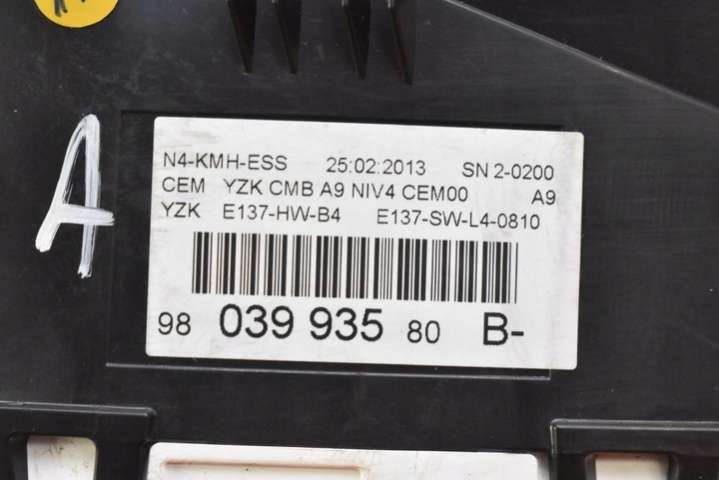 A
N4-KMH-ESS 25:02:2013 SN 2-0200
CEM YZK CMB A9 NIV4 CEM00 A9
YZK E137-HW-B4 E137-SW-L4-0810
98 039 935 80 B-